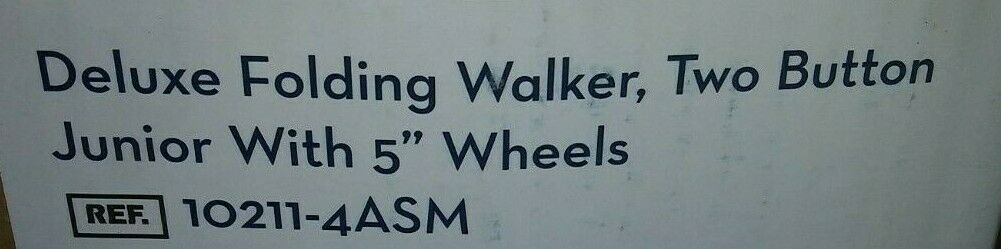 Deluxe Folding Walker, Two Button
Junior With 5” Wheels
REF. 10211-4ASM